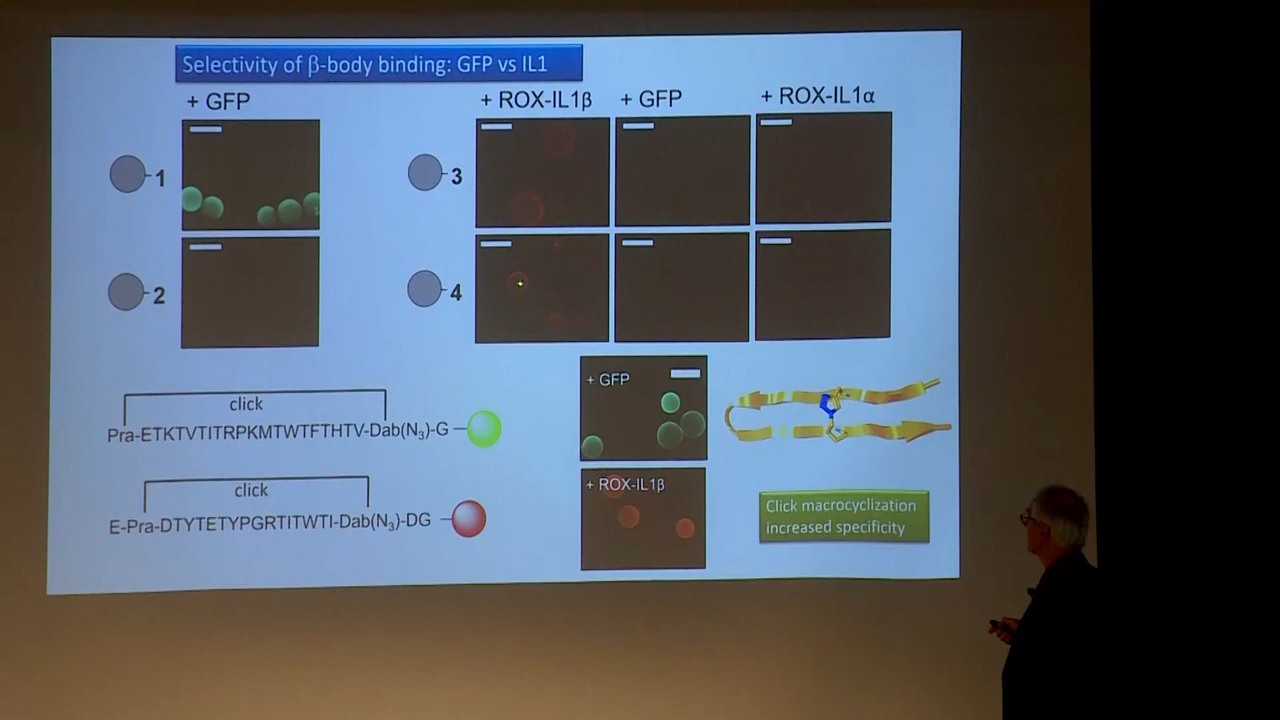 Selectivity of β-body binding: GFP vs IL1
+ GFP
+ ROX-IL1β
+ GFP
+ ROX-IL1α
1
3
2
4
click
Pra-ETKTVTITRPKMTWTFTHTV-Dab(N₃)-G
click
E-Pra-DTYTETYPGRTITWTI-Dab(N₃)-DG
+ GFP
+ ROX-IL1β
Click macrocyclization
increased specificity